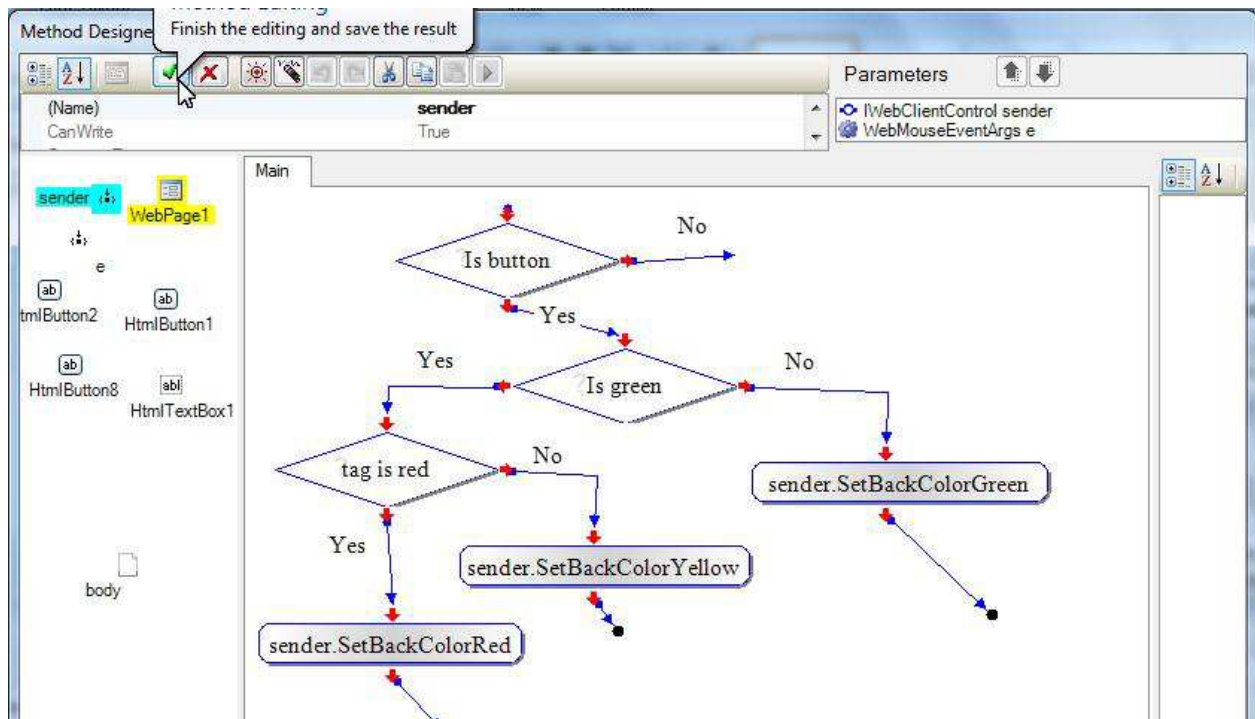 Method Editing
Finish the editing and save the result
Method Designe
Parameters
(Name) sender
CanWrite True
IWebClientControl sender
WebMouseEventArgs e
Main
sender
WebPage1
e
tmlButton2
HtmlButton1
HtmlButton8
HtmlTextBox1
body
Is button
No
Yes
Is green
Yes
No
tag is red
No
Yes
sender.SetBackColorGreen
sender.SetBackColorYellow
sender.SetBackColorRed